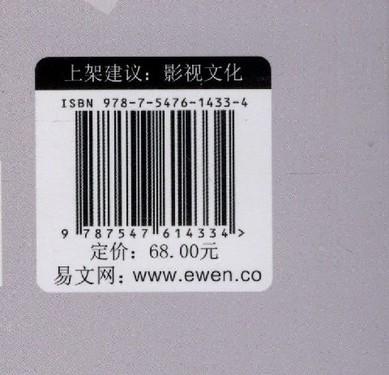 上架建议：影视文化
ISBN 978-7-5476-1433-4
9 787547 614334 >
定价：68.00元
易文网：www.ewen.co